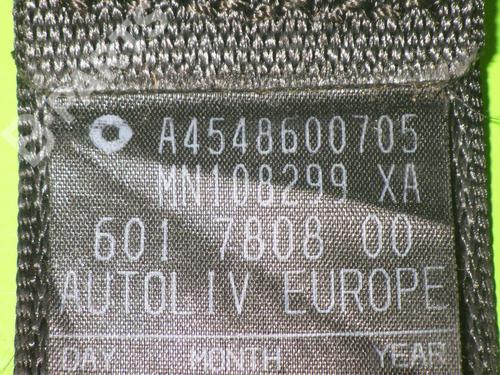 A4548600705
MN108299 XA
601 7808 00
AUTOLIV EUROPE
DAY MONTH YEAR